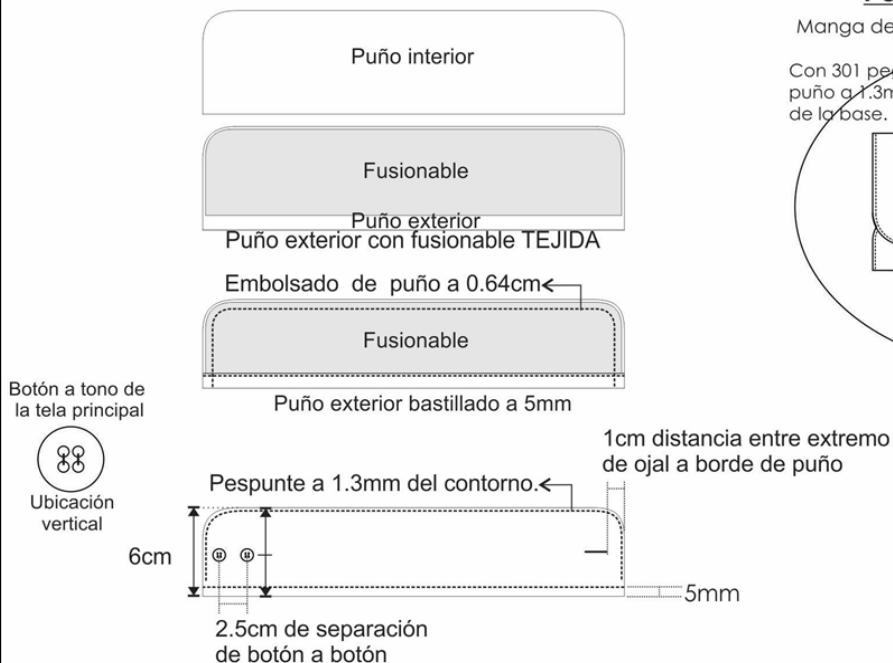 Puño interior
Manga de
Fusionable
Con 301
puño a 1.3m
de la base.
Puño exterior
Puño exterior con fusionable TEJIDA
Embolsado de puño a 0.64cm
Fusionable
Puño exterior bastillado a 5mm
Botón a tono de
la tela principal
Ubicación
vertical
1cm distancia entre extremo
de ojal a borde de puño
Pespunte a 1.3mm del contorno.
6cm
5mm
2.5cm de separación
de botón a botón